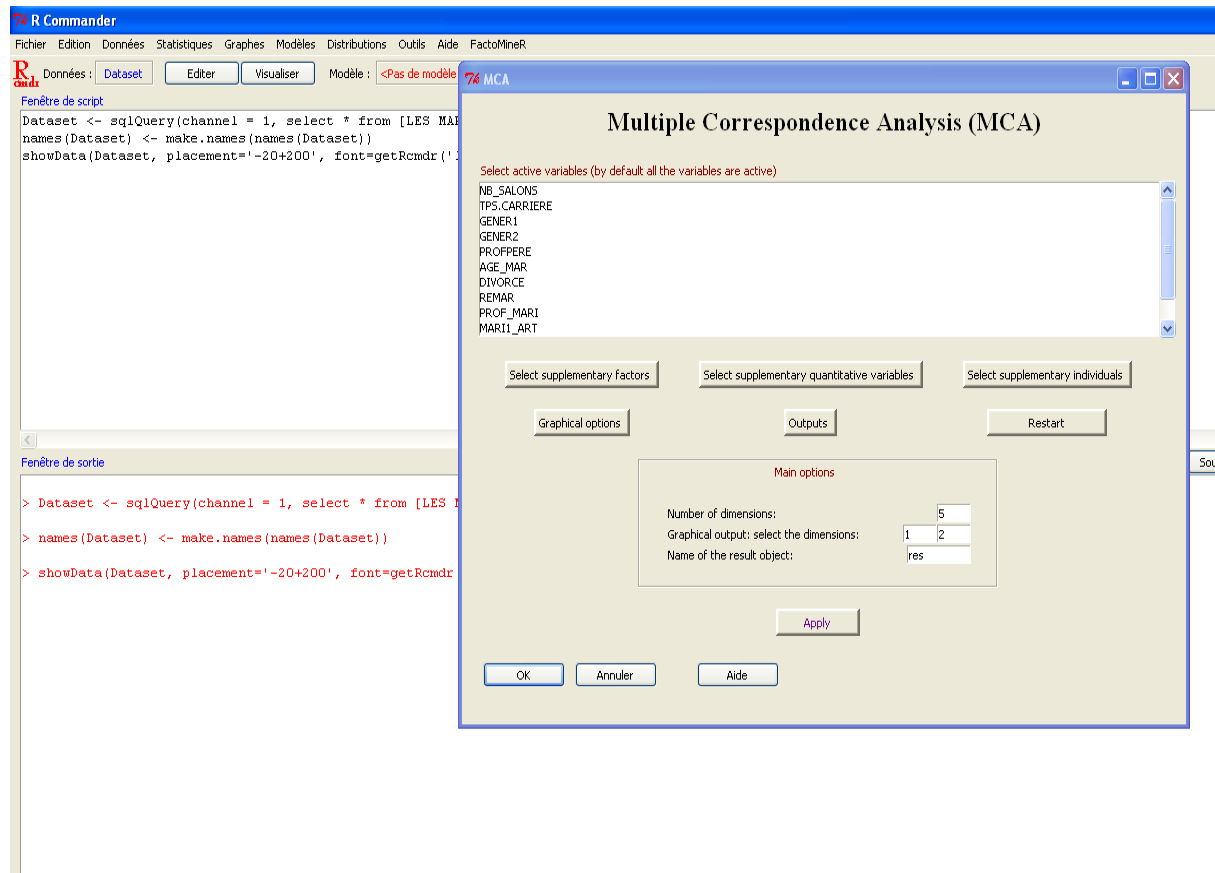 R Commander
Fichier Edition Données Statistiques Graphes Modèles Distributions Outils Aide FactoMineR
R cmdr Données : Dataset Editer Visualiser Modèle : <Pas de modèle
Fenêtre de script
Dataset <- sqlQuery(channel = 1, select * from [LES MAR
names(Dataset) <- make.names(names(Dataset))
showData(Dataset, placement='-20+200', font=getRcmdr('
Fenêtre de sortie
> Dataset <- sqlQuery(channel = 1, select * from [LES M
> names(Dataset) <- make.names(names(Dataset))
> showData(Dataset, placement='-20+200', font=getRcmdr
MCA
Multiple Correspondence Analysis (MCA)
Select active variables (by default all the variables are active)
NB_SALONS
TPS.CARRIERE
GENER1
GENER2
PROFPERE
AGE_MAR
DIVORCE
REMAR
PROF_MARI
MARI1_ART
Select supplementary factors Select supplementary quantitative variables Select supplementary individuals
Graphical options Outputs Restart
Main options
Number of dimensions: 5
Graphical output: select the dimensions: 1 2
Name of the result object: res
Apply
OK Annuler Aide
Sou